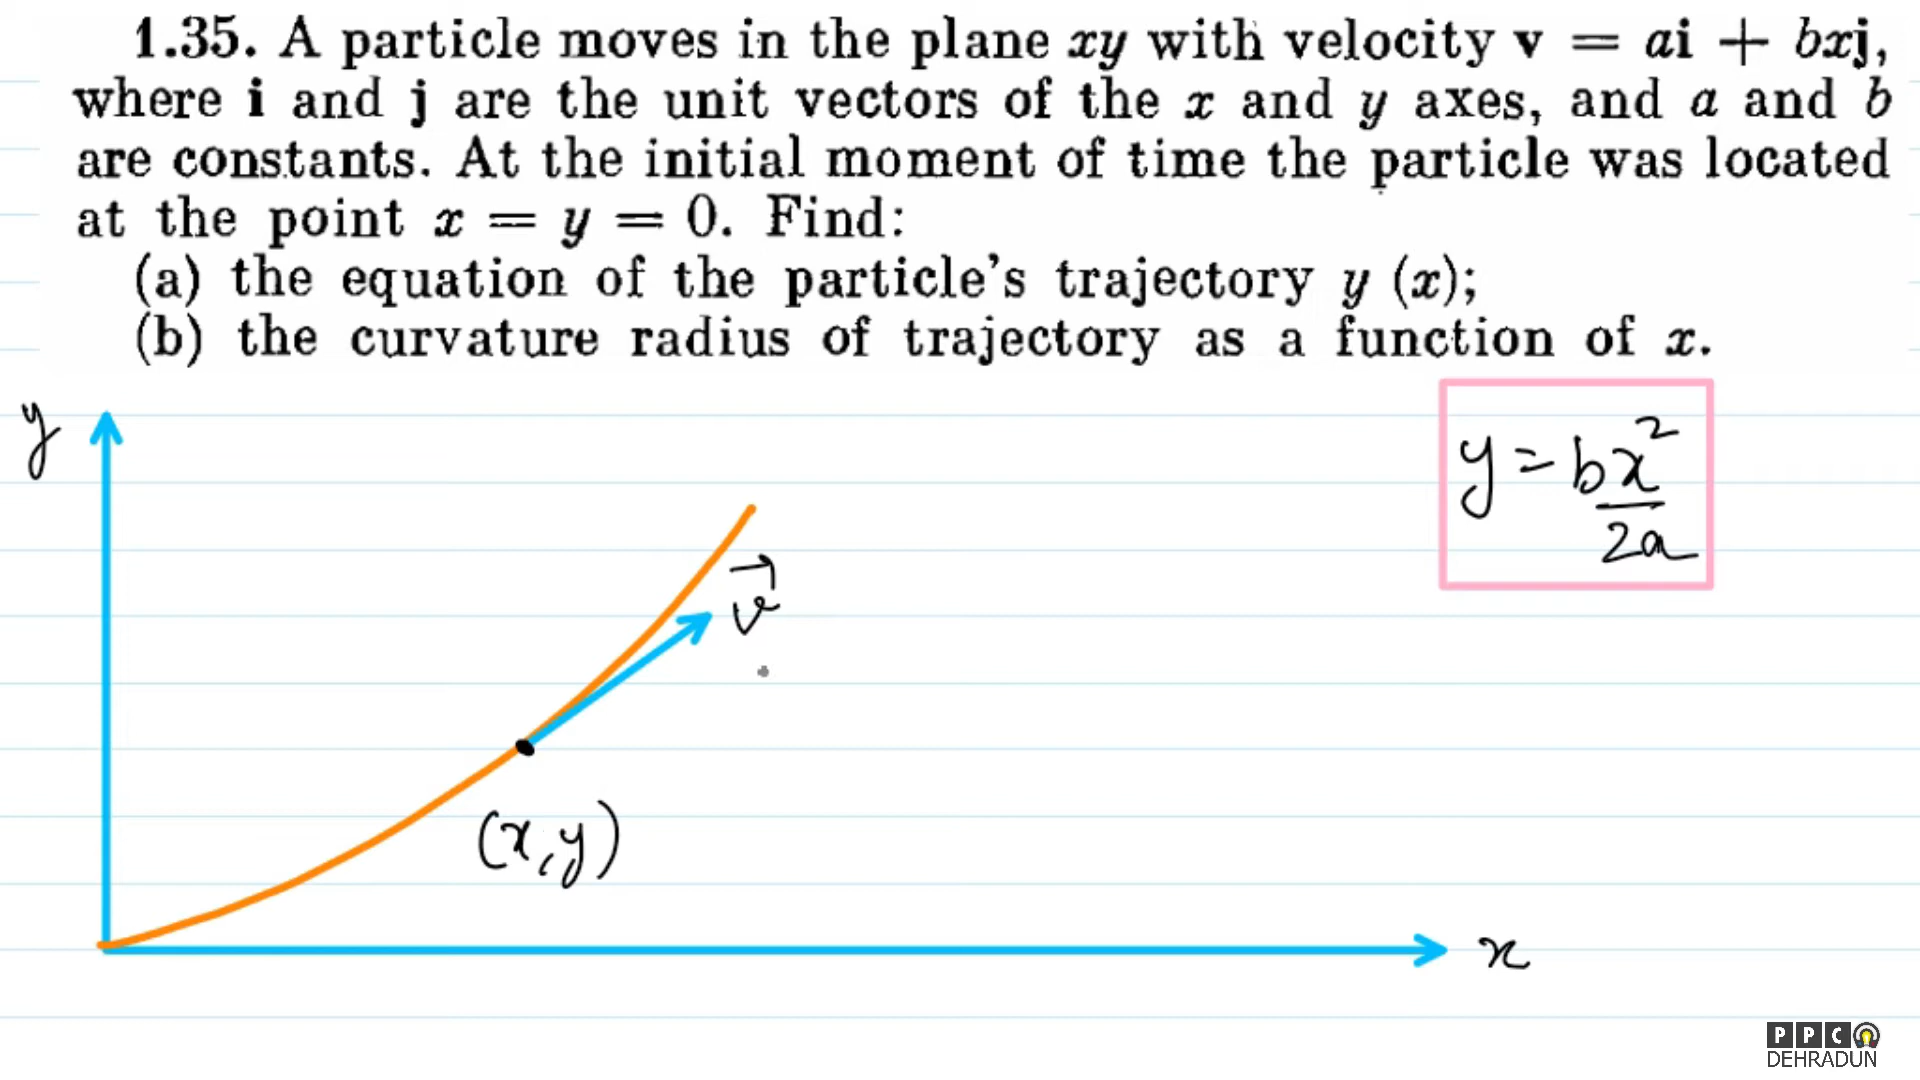 1.35. A particle moves in the plane xy with velocity v = ai + bxj,
where i and j are the unit vectors of the x and y axes, and a and b
are constants. At the initial moment of time the particle was located
at the point x = y = 0. Find:
(a) the equation of the particle's trajectory y (x);
(b) the curvature radius of trajectory as a function of x.
y
y = bx²
2a
v⃗
(x,y)
x
PPC
DEHRADUN